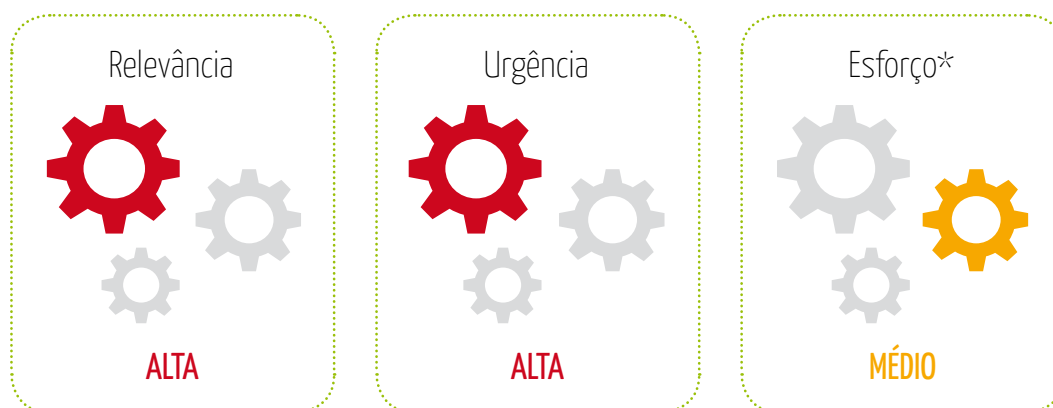 Relevância
ALTA
Urgência
ALTA
Esforço*
MÉDIO